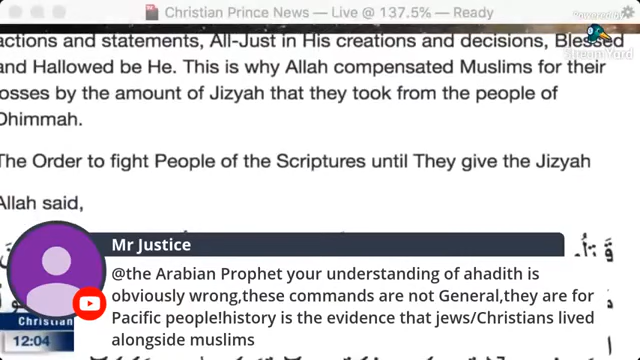 Christian Prince News — Live @ 137.5% — Ready
Powered by
actions and statements, All-Just in His creations and decisions, Blessed
and Hallowed be He. This is why Allah compensated Muslims for their
losses by the amount of Jizyah that they took from the people of
Dhimmah.
The Order to fight People of the Scriptures until They give the Jizyah
Allah said,
Mr Justice
@the Arabian Prophet your understanding of ahadith is
obviously wrong,these commands are not General,they are for
Pacific people!history is the evidence that jews/Christians lived
alongside muslims
Christian
12:04